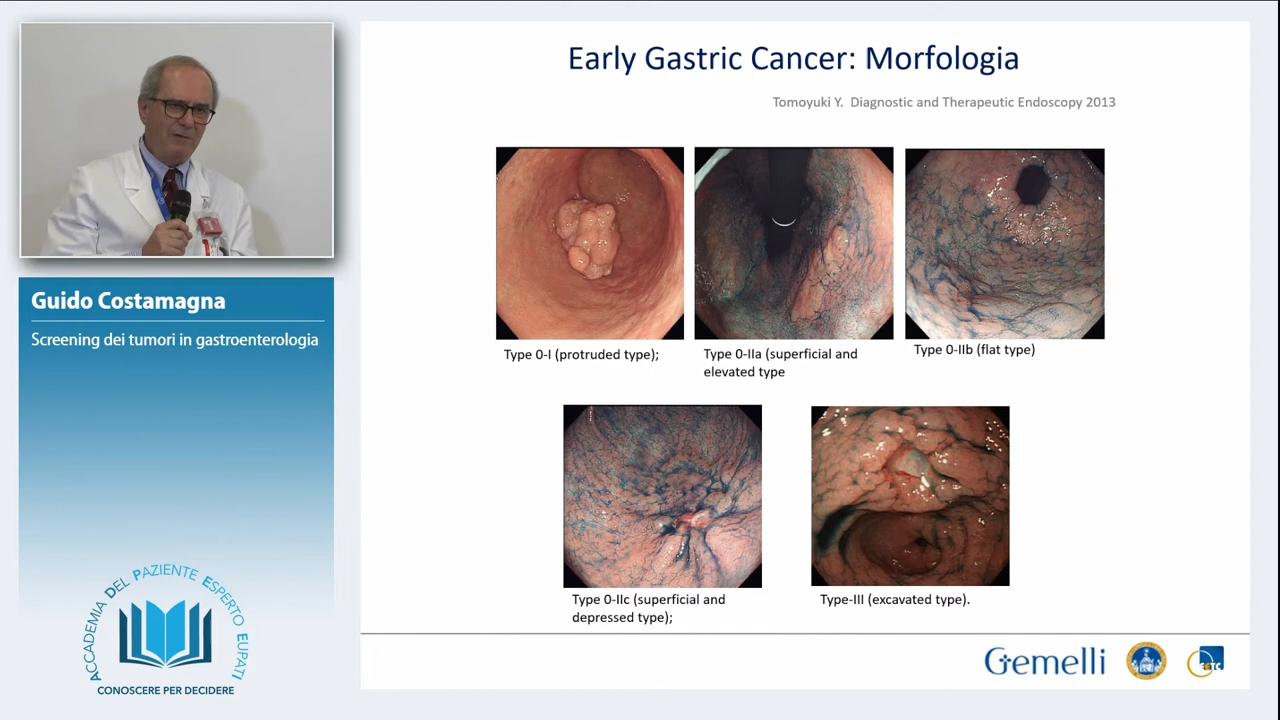 Early Gastric Cancer: Morfologia
Tomoyuki Y. Diagnostic and Therapeutic Endoscopy 2013
Type 0-I (protruded type);
Type 0-IIa (superficial and
elevated type
Type 0-IIb (flat type)
Type 0-IIc (superficial and
depressed type);
Type-III (excavated type).
Guido Costamagna
Screening dei tumori in gastroenterologia
ACCADEMIA DEL PAZIENTE ESPERTO EUPATI
CONOSCERE PER DECIDERE
Gemelli